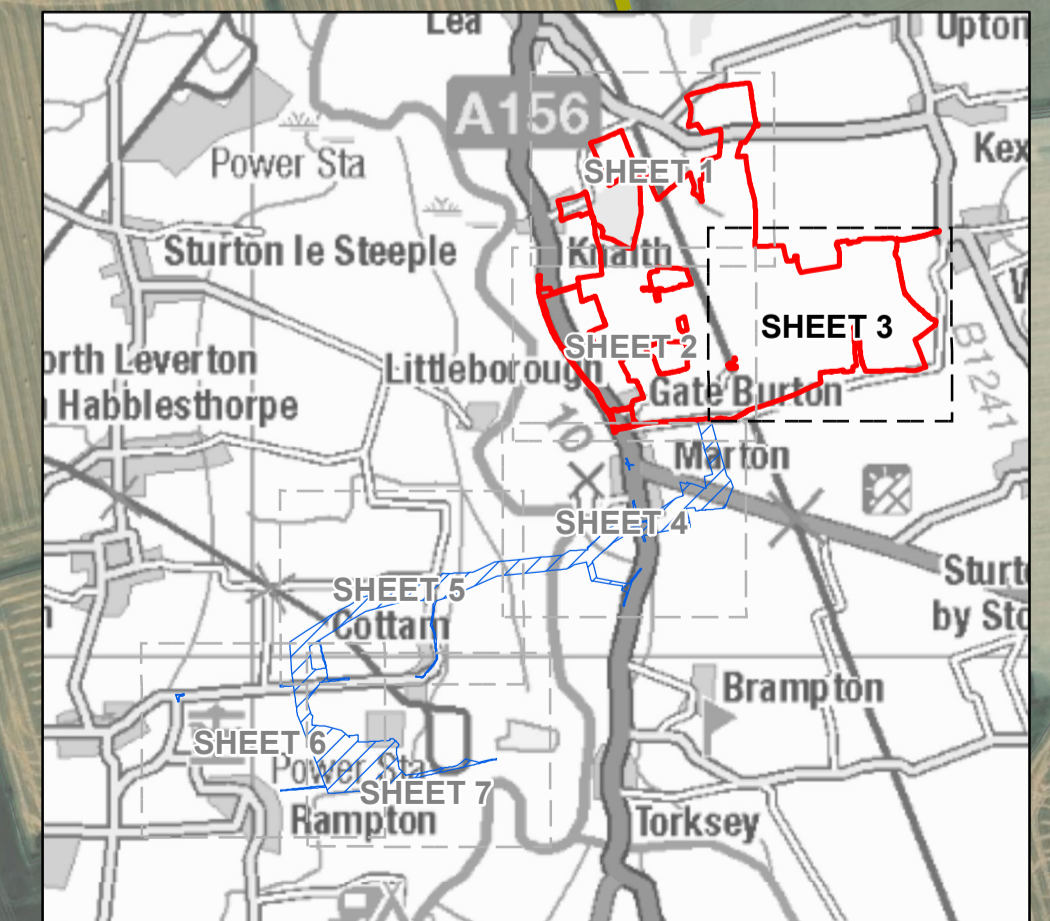 Lea
Upton
A156
Kex
Power Sta
SHEET 1
Sturton le Steeple
Knaith
SHEET 3
SHEET 2
orth Leverton
Habblesthorpe
Littleborough
Gate Burton
B1241
10
Marton
SHEET 4
Sturt
by Sto
SHEET 5
Cottam
Brampton
SHEET 6
Power Sta
SHEET 7
Rampton
Torksey